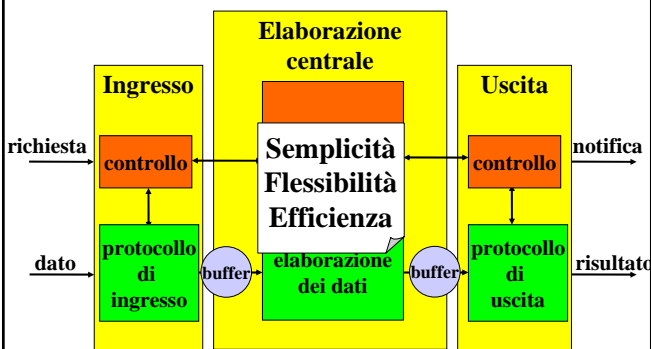 Elaborazione
centrale
Ingresso
Uscita
richiesta
controllo
Semplicità
Flessibilità
Efficienza
controllo
notifica
dato
protocollo
di
ingresso
buffer
elaborazione
dei dati
buffer
protocollo
di
uscita
risultato